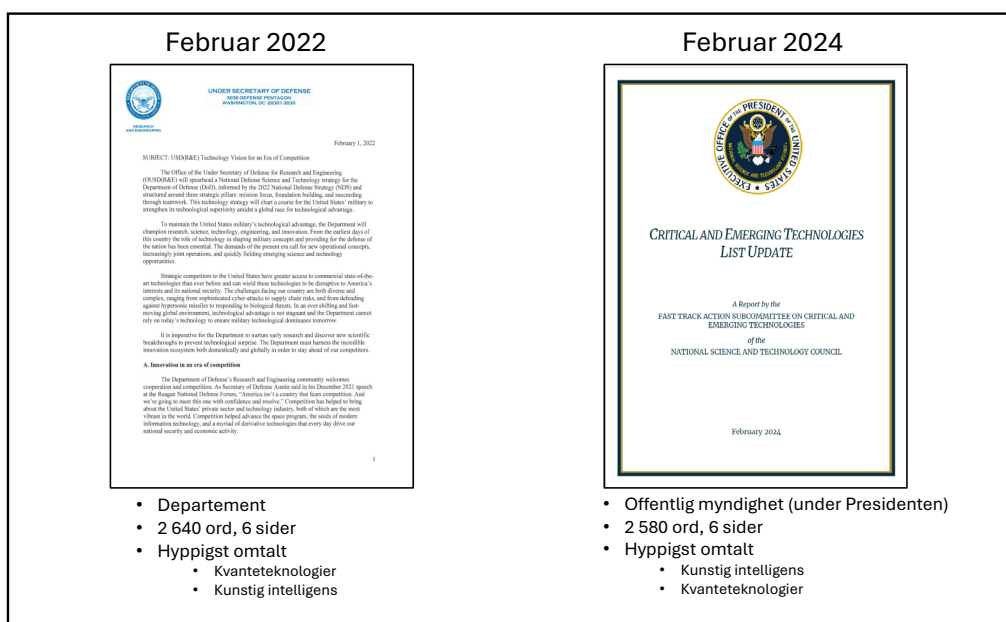 Februar 2022
UNDER SECRETARY OF DEFENSE
3030 DEFENSE PENTAGON
WASHINGTON, DC 20301-3030
RESEARCH
AND ENGINEERING
February 1, 2022
SUBJECT: USD(R&E) Technology Vision for an Era of Competition
The Office of the Under Secretary of Defense for Research and Engineering
(OUSD(R&E) will spearhead a National Defense Science and Technology strategy for the
Department of Defense (DoD), informed by the 2022 National Defense Strategy (NDS) and
structured around three strategic pillars: mission focus, foundation building, and succeeding
through teamwork. This technology strategy will chart a course for the United States' military to
strengthen its technological superiority amidst a global race for technological advantage.
To maintain the United States military's technological advantage, the Department will
champion research, science, technology, engineering, and innovation. From the earliest days of
this country the role of technology in shaping military concepts and providing for the defense of
the nation has been essential. The demands of the present era call for new operational concepts,
increasingly joint operations, and quickly fielding emerging science and technology
opportunities.
Strategic competitors to the United States have greater access to commercial state-of-the-
art technologies than ever before and can wield these technologies to be disruptive to America's
interests and its national security. The challenges facing our country are both diverse and
complex, ranging from sophisticated cyber-attacks to supply chain risks, and from defending
against hypersonic missiles to responding to biological threats. In an ever shifting and fast-
moving global environment, technological advantage is not stagnant and the Department cannot
rely on today's technology to ensure military technological dominance tomorrow.
It is imperative for the Department to nurture early research and discover new scientific
breakthroughs to prevent technological surprise. The Department must harness the incredible
innovation ecosystem both domestically and globally in order to stay ahead of our competitors.
A. Innovation in an era of competition
The Department of Defense's Research and Engineering community welcomes
cooperation and competition. As Secretary of Defense Austin said in his December 2021 speech
at the Reagan National Defense Forum, "America isn't a country that fears competition. And
we're going to meet this one with confidence and resolve." Competition has helped to bring
about the United States' private sector and technology industry, both of which are the most
vibrant in the world. Competition helped advance the space program, the seeds of modern
information technology, and a myriad of derivative technologies that every day drive our
national security and economic activity.
1
• Departement
• 2 640 ord, 6 sider
• Hyppigst omtalt
• Kvanteteknologier
• Kunstig intelligens
Februar 2024
EXECUTIVE OFFICE OF THE PRESIDENT OF THE UNITED STATES
NATIONAL SCIENCE AND TECHNOLOGY COUNCIL
CRITICAL AND EMERGING TECHNOLOGIES
LIST UPDATE
A Report by the
FAST TRACK ACTION SUBCOMMITTEE ON CRITICAL AND
EMERGING TECHNOLOGIES
of the
NATIONAL SCIENCE AND TECHNOLOGY COUNCIL
February 2024
• Offentlig myndighet (under Presidenten)
• 2 580 ord, 6 sider
• Hyppigst omtalt
• Kunstig intelligens
• Kvanteteknologier